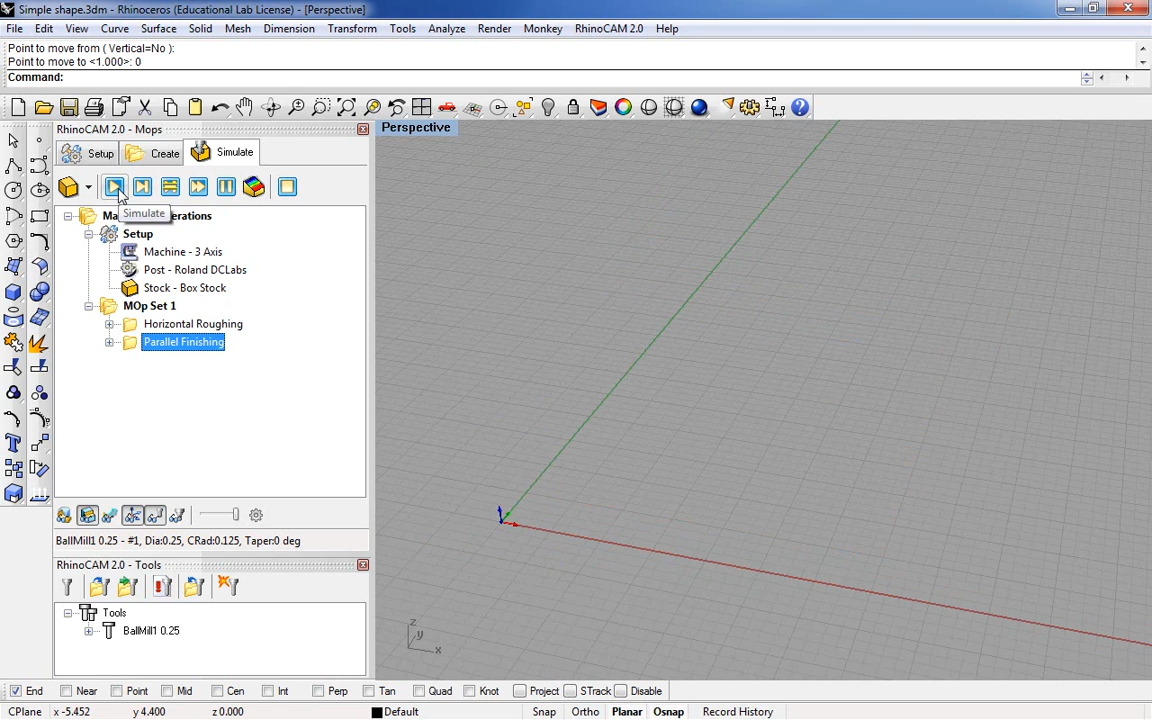 Simple shape.3dm - Rhinoceros (Educational Lab License) - [Perspective]
File Edit View Curve Surface Solid Mesh Dimension Transform Tools Analyze Render Monkey RhinoCAM 2.0 Help
Point to move from ( Vertical=No ):
Point to move to <1.000>: 0
Command:
RhinoCAM 2.0 - Mops
Perspective
Setup Create Simulate
Simulate
Setup
Machine - 3 Axis
Post - Roland DCLabs
Stock - Box Stock
MOp Set 1
Horizontal Roughing
Parallel Finishing
BallMill1 0.25 - #1, Dia:0.25, CRad:0.125, Taper:0 deg
RhinoCAM 2.0 - Tools
Tools
BallMill1 0.25
z
y
x
End Near Point Mid Cen Int Perp Tan Quad Knot Project STrack Disable
CPlane x -5.452 y 4.400 z 0.000 Default Snap Ortho Planar Osnap Record History